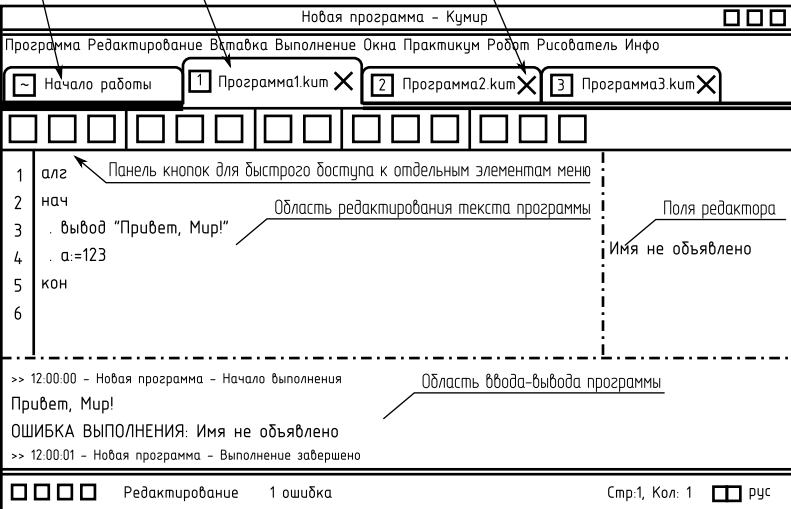 Новая программа - Кумир
Программа Редактирование Вставка Выполнение Окна Практикум Робот Рисователь Инфо
~ Начало работы 1 Программа1.kum 2 Программа2.kum 3 Программа3.kum
Панель кнопок для быстрого доступа к отдельным элементам меню
1 алг
2 нач
Область редактирования текста программы
Поля редактора
3 . вывод "Привет, Мир!"
4 . а:=123
Имя не объявлено
5 кон
6
>> 12:00:00 - Новая программа - Начало выполнения
Область ввода-вывода программы
Привет, Мир!
ОШИБКА ВЫПОЛНЕНИЯ: Имя не объявлено
>> 12:00:01 - Новая программа - Выполнение завершено
Редактирование 1 ошибка Стр:1, Кол: 1 рус